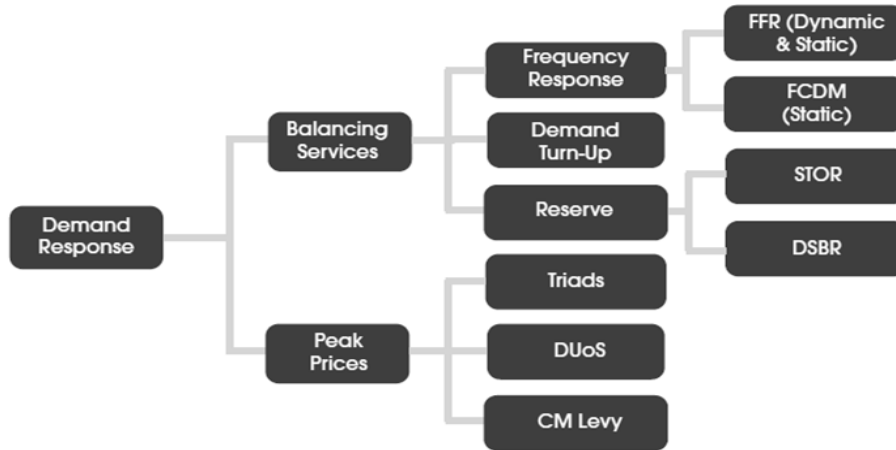 Demand
Response
Balancing
Services
Peak
Prices
Frequency
Response
Demand
Turn-Up
Reserve
Triads
DUoS
CM Levy
FFR (Dynamic
& Static)
FCDM
(Static)
STOR
DSBR